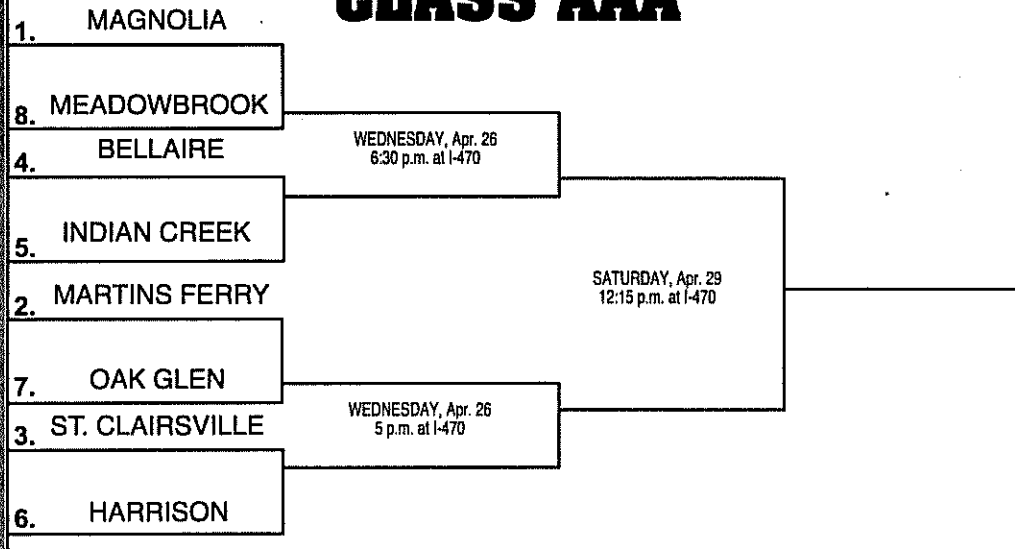 CLASS AAA
1. MAGNOLIA
8. MEADOWBROOK
4. BELLAIRE
5. INDIAN CREEK
2. MARTINS FERRY
7. OAK GLEN
3. ST. CLAIRSVILLE
6. HARRISON
WEDNESDAY, Apr. 26
6:30 p.m. at I-470
WEDNESDAY, Apr. 26
5 p.m. at I-470
SATURDAY, Apr. 29
12:15 p.m. at I-470